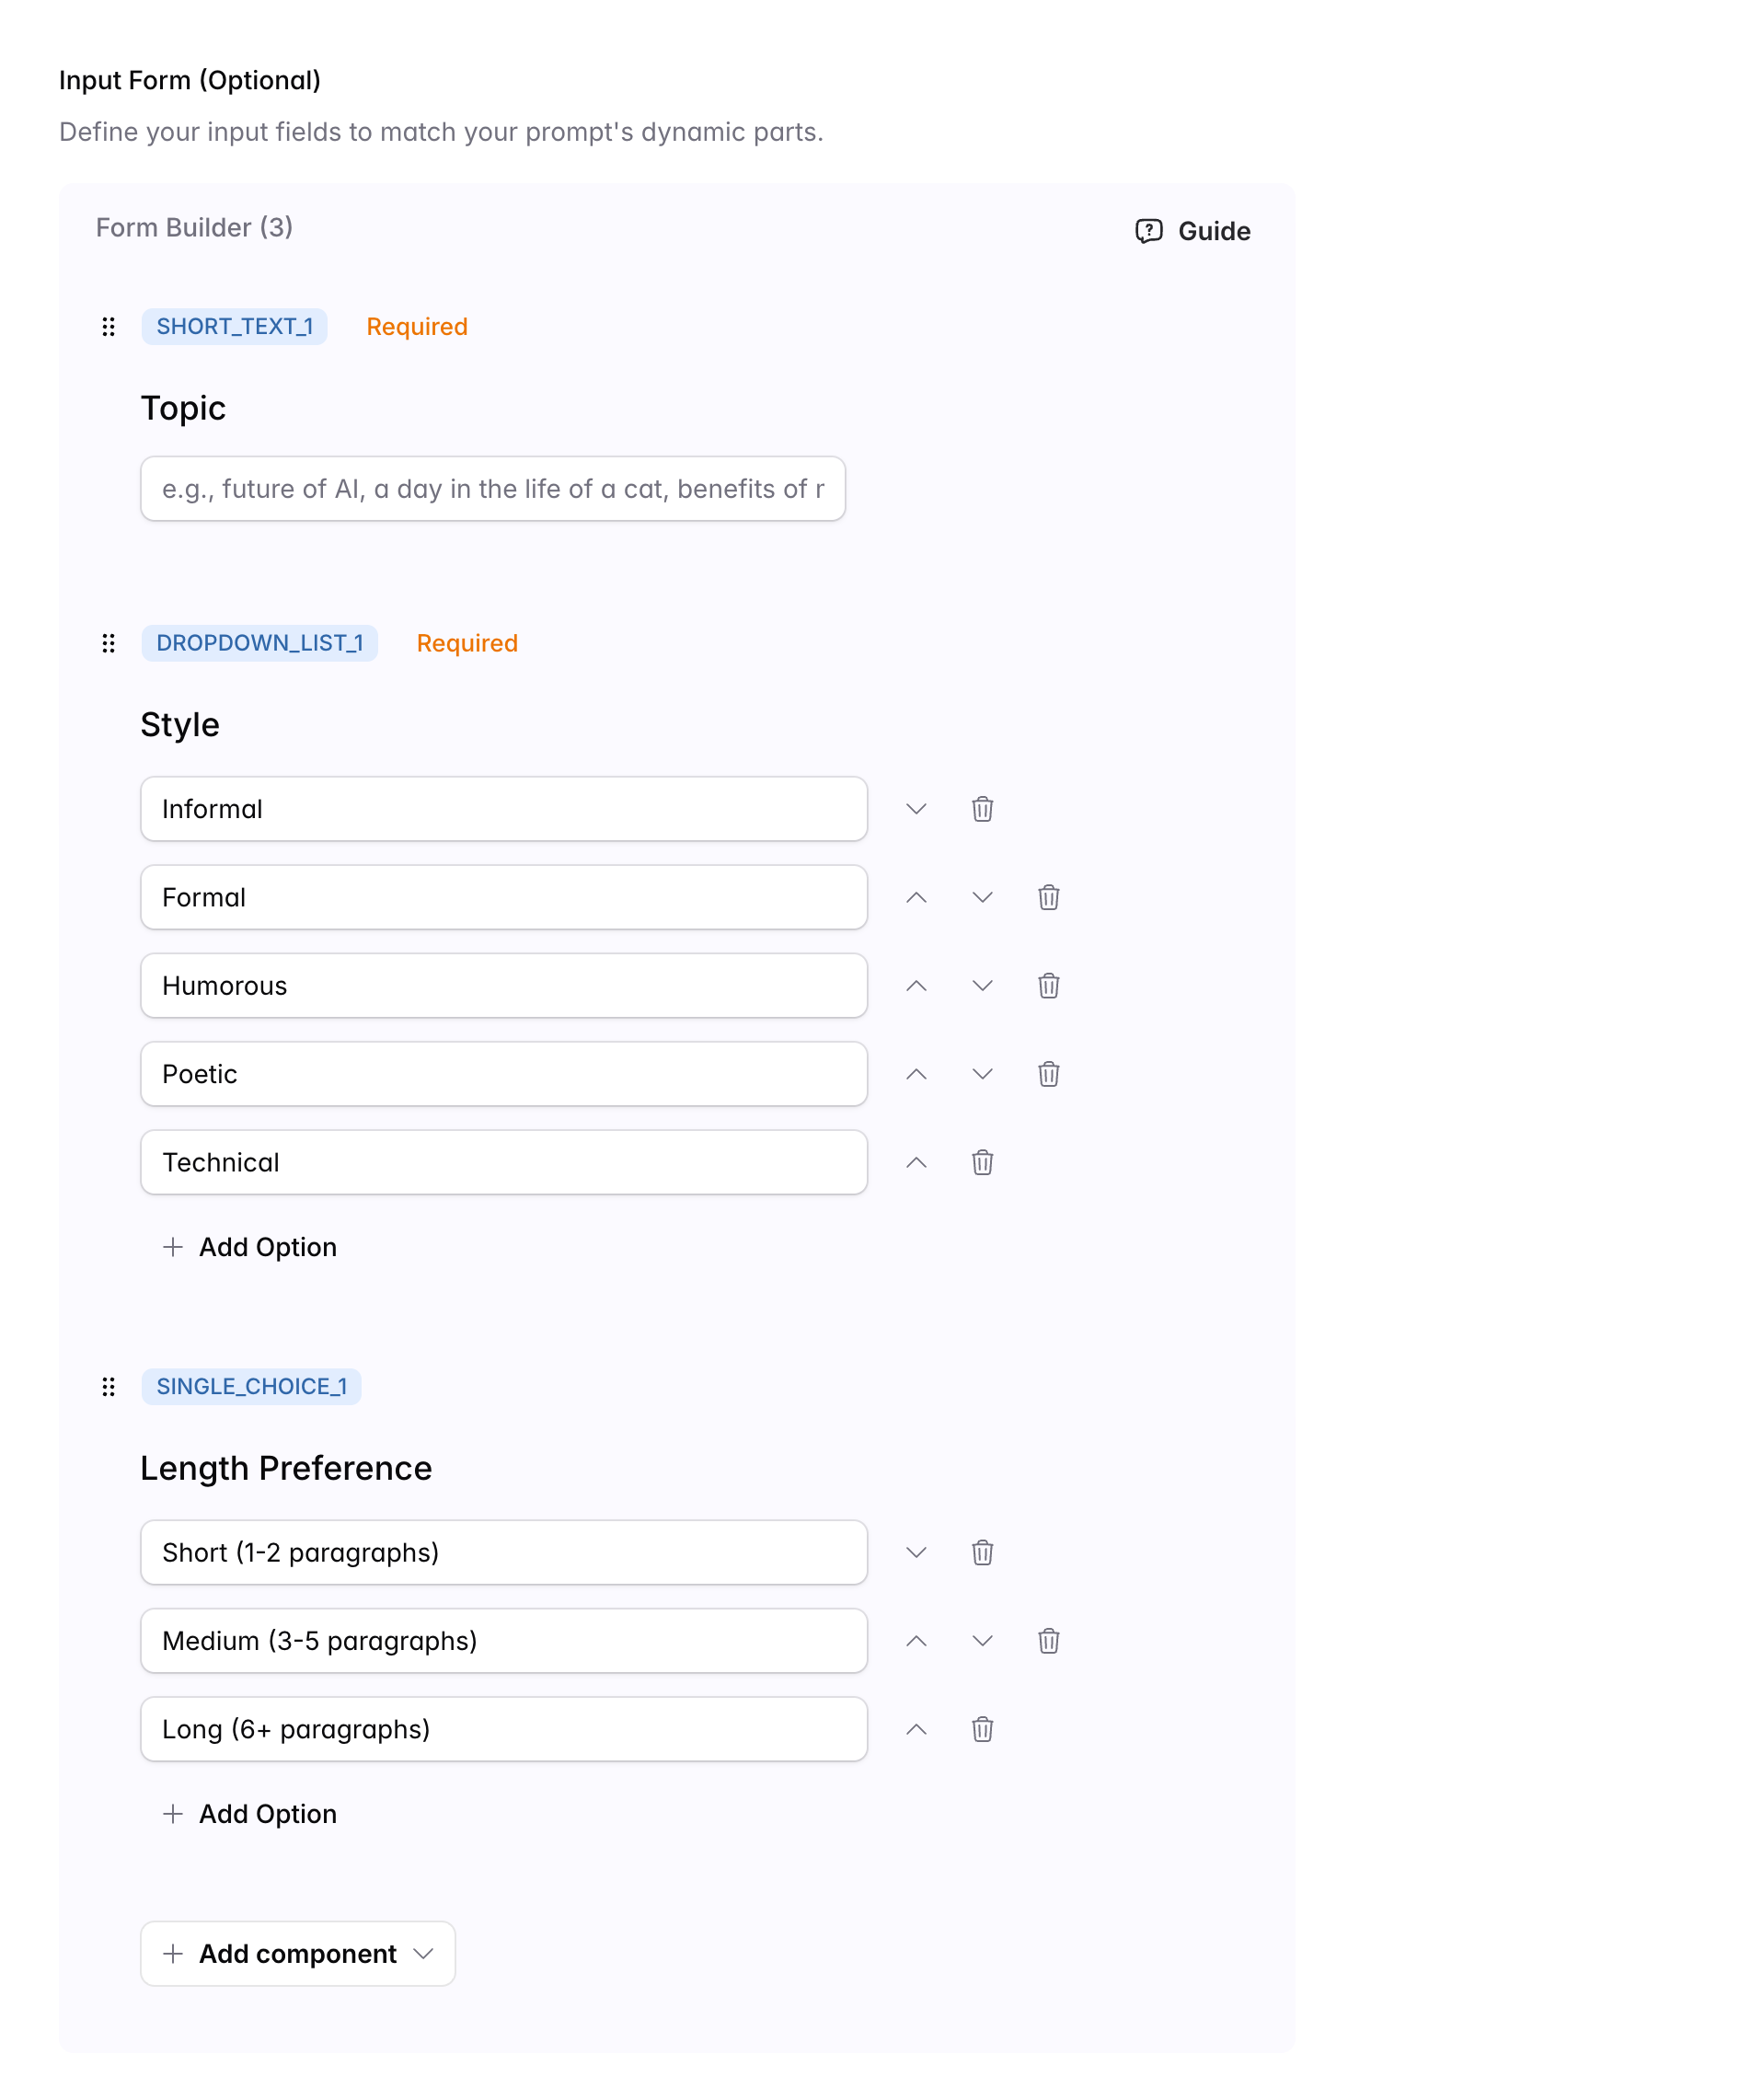 Input Form (Optional)
Define your input fields to match your prompt's dynamic parts.
Form Builder (3)
Guide
SHORT_TEXT_1 Required
Topic
e.g., future of AI, a day in the life of a cat, benefits of r
DROPDOWN_LIST_1 Required
Style
Informal
Formal
Humorous
Poetic
Technical
Add Option
SINGLE_CHOICE_1
Length Preference
Short (1-2 paragraphs)
Medium (3-5 paragraphs)
Long (6+ paragraphs)
Add Option
Add component